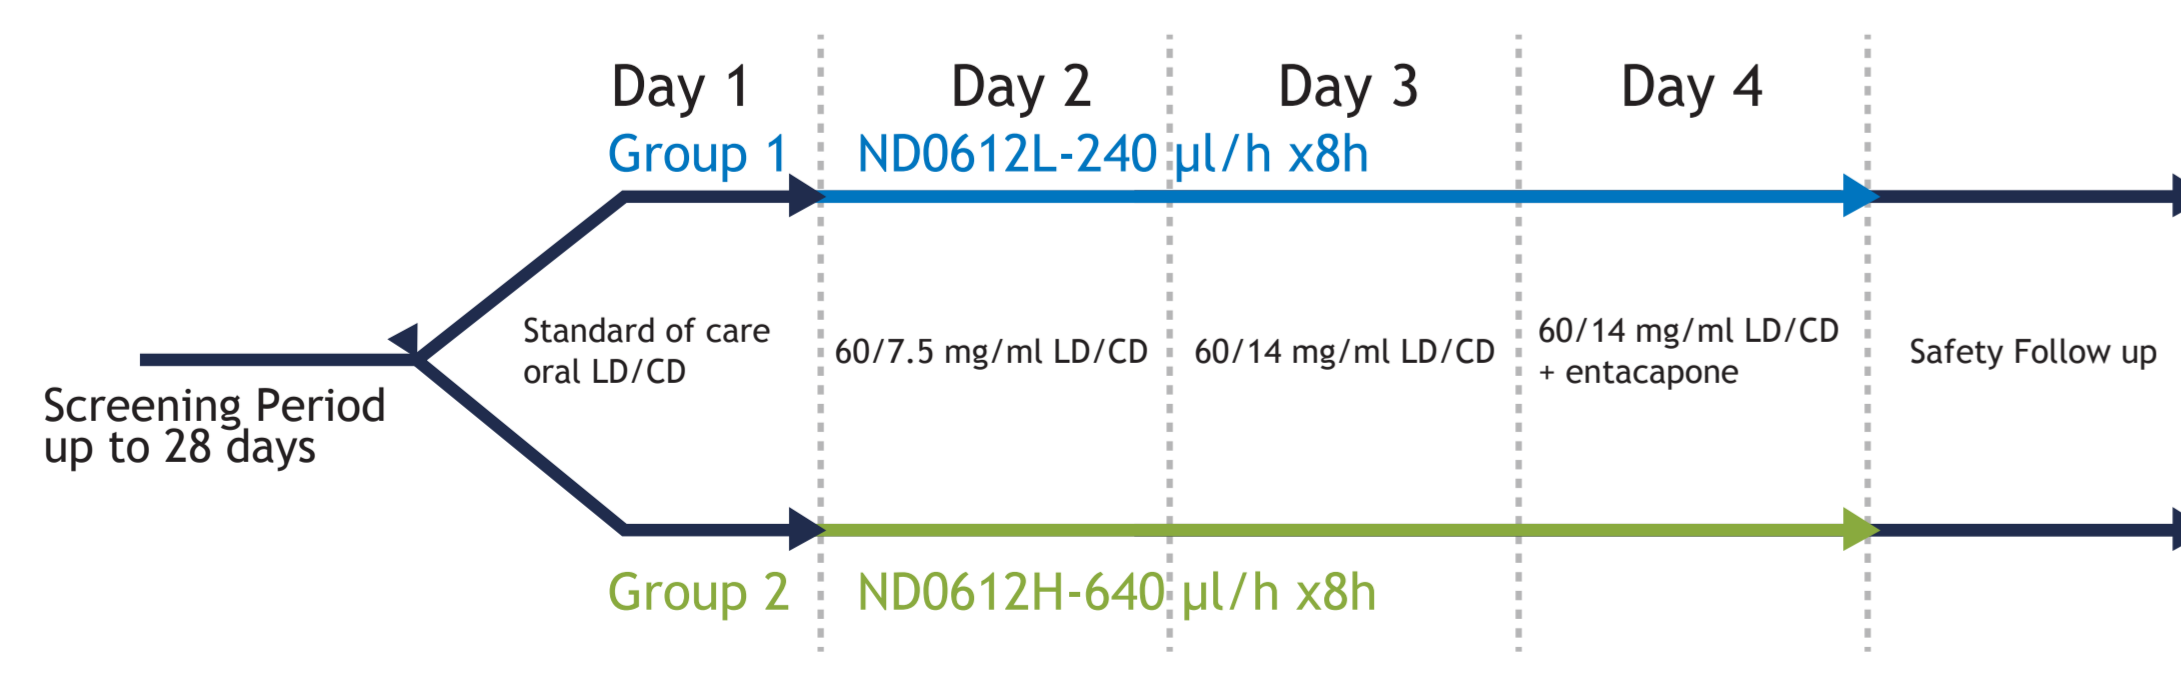 Day 1
Day 2
Day 3
Day 4
Group 1
ND0612L-240 µl/h x8h
Standard of care
oral LD/CD
60/7.5 mg/ml LD/CD
60/14 mg/ml LD/CD
60/14 mg/ml LD/CD
+ entacapone
Safety Follow up
Screening Period
up to 28 days
Group 2
ND0612H-640 µl/h x8h